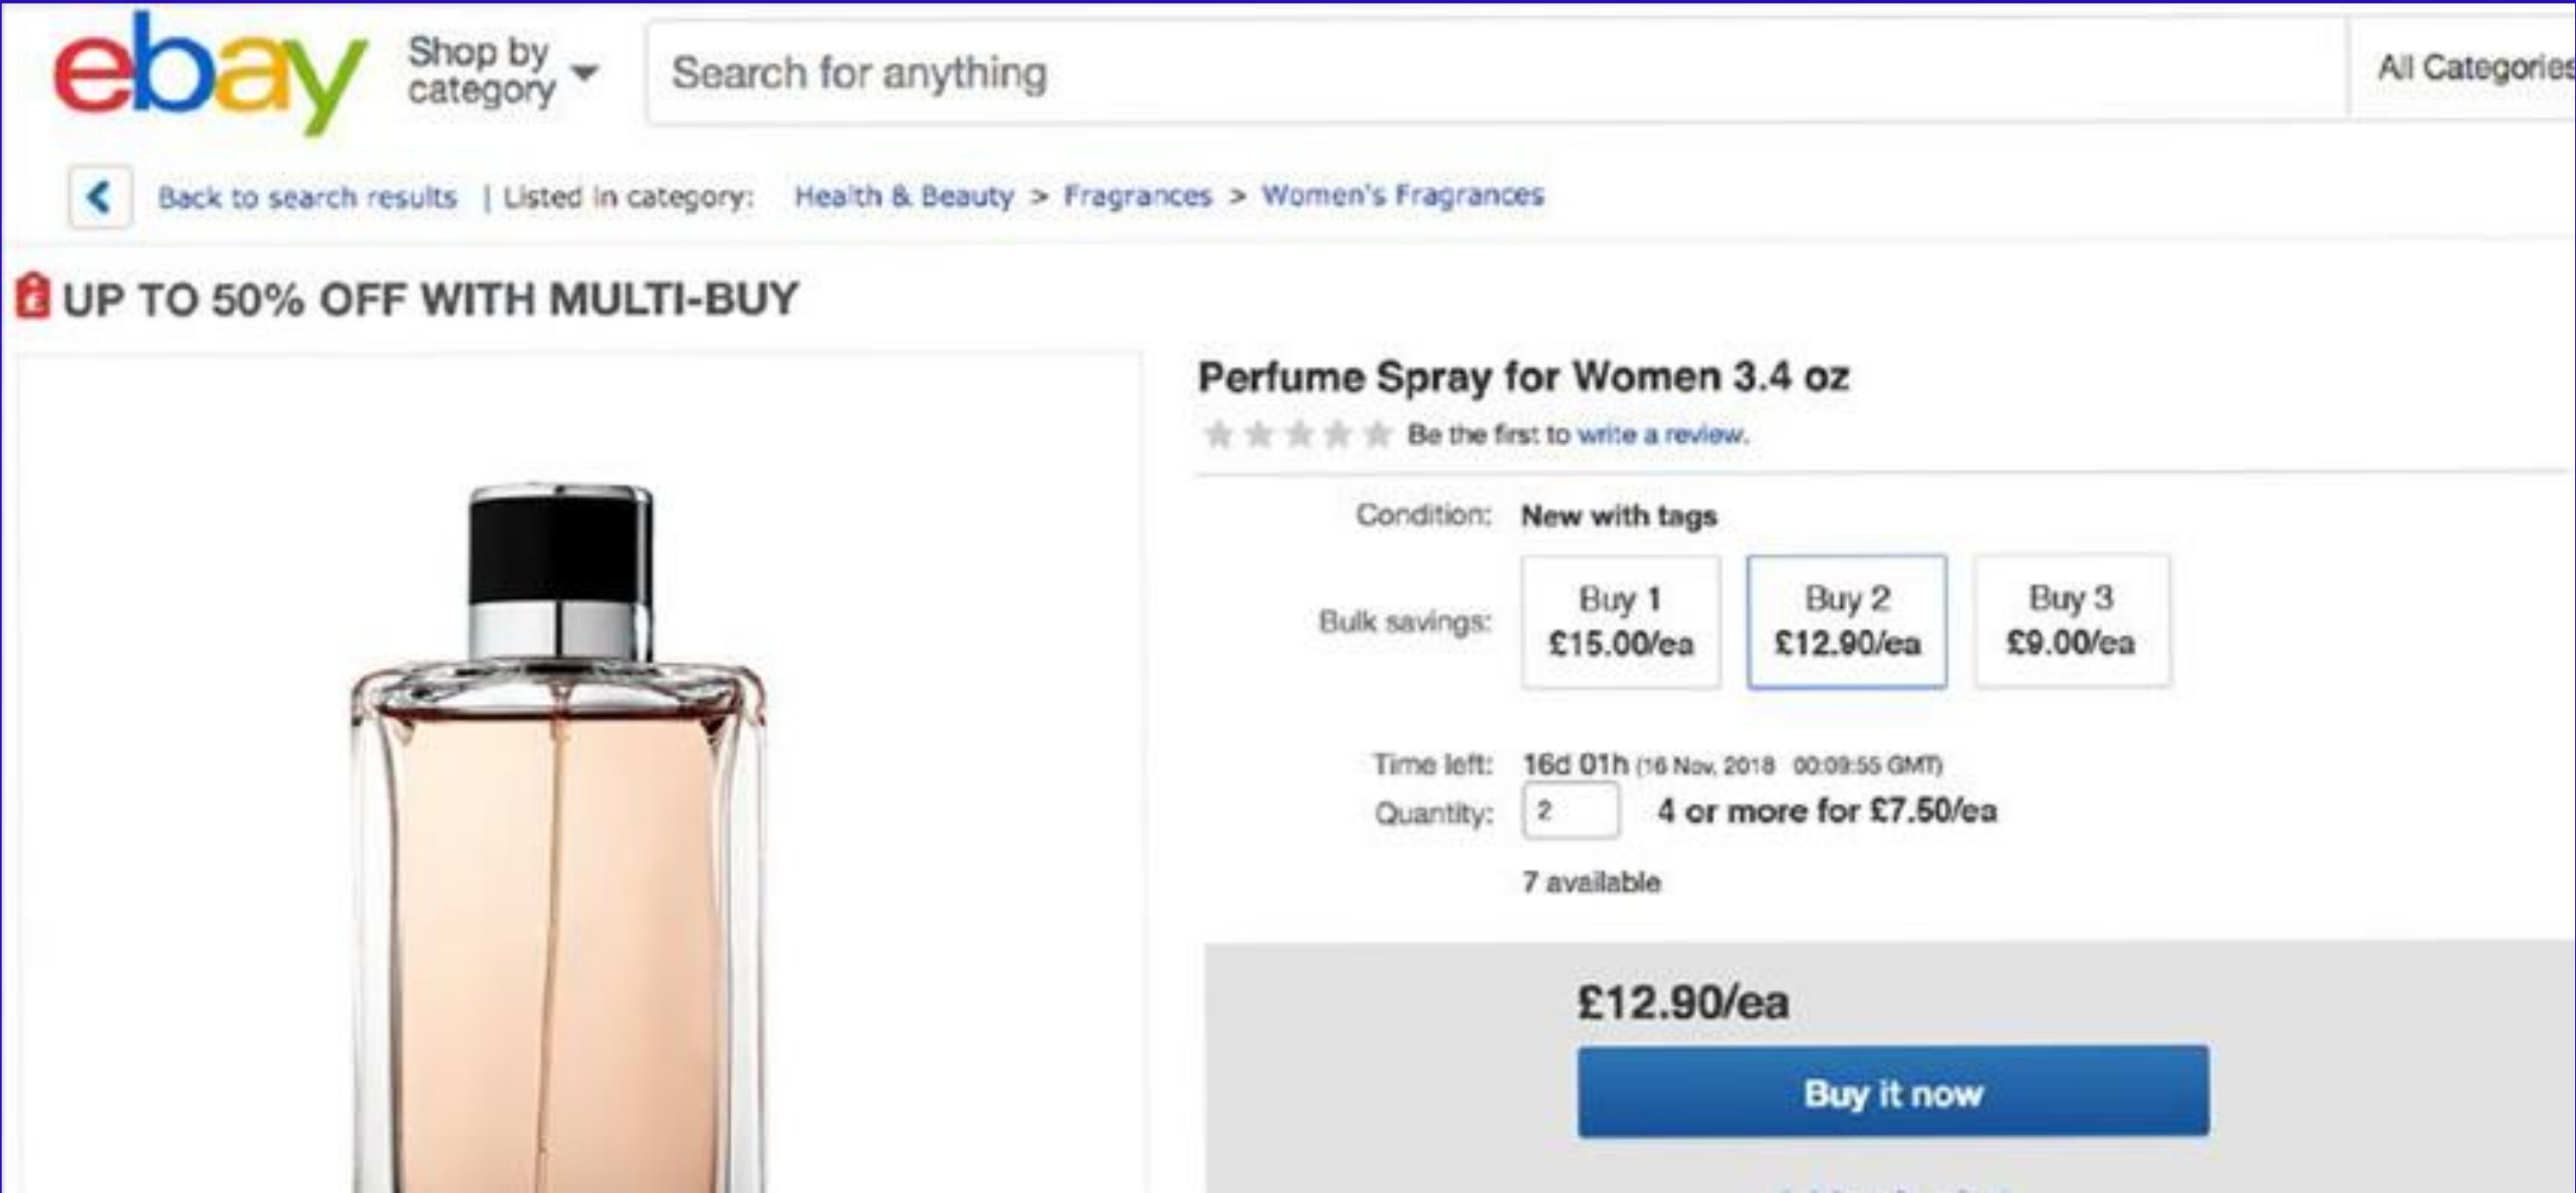 ebay
Shop by
category
Search for anything
All Categories
Back to search results | Listed in category: Health & Beauty > Fragrances > Women's Fragrances
£ UP TO 50% OFF WITH MULTI-BUY
Perfume Spray for Women 3.4 oz
Be the first to write a review.
Condition: New with tags
Bulk savings:
Buy 1
£15.00/ea
Buy 2
£12.90/ea
Buy 3
£9.00/ea
Time left: 16d 01h (16 Nov, 2018 00:09:55 GMT)
Quantity: 2 4 or more for £7.50/ea
7 available
£12.90/ea
Buy it now